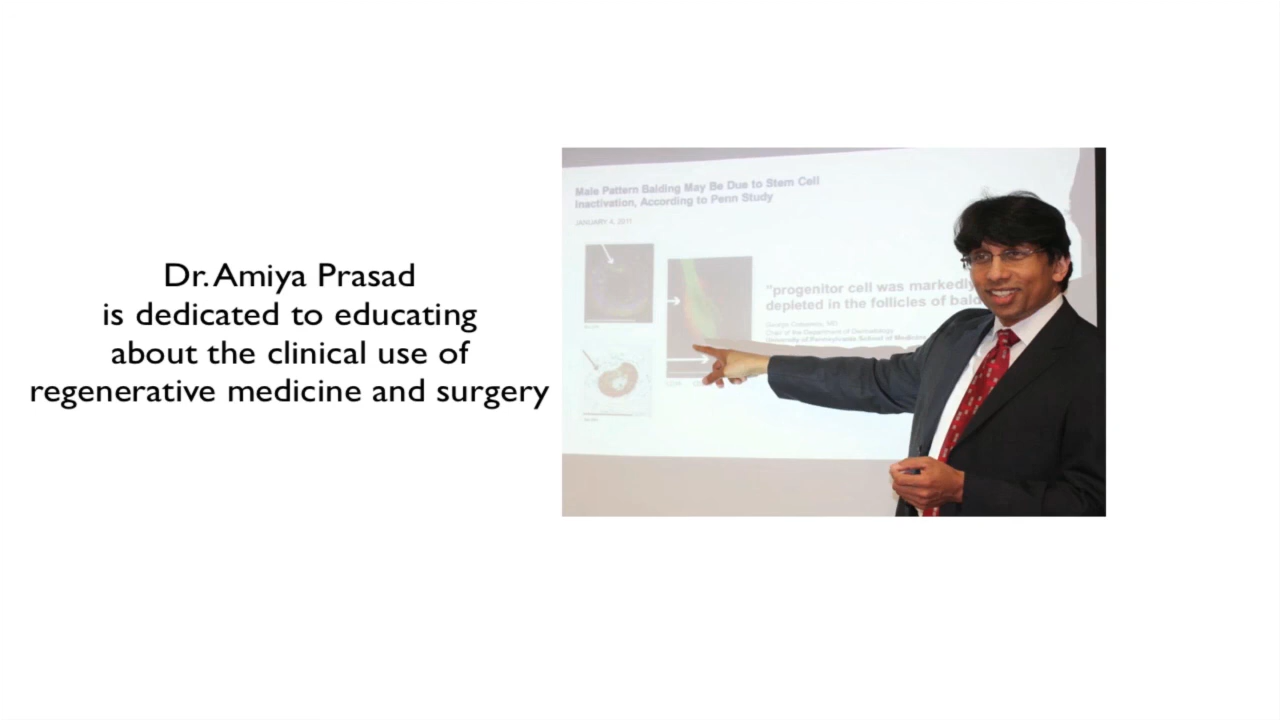 Dr. Amiya Prasad
is dedicated to educating
about the clinical use of
regenerative medicine and surgery
Male Pattern Balding May Be Due to Stem Cell
Inactivation, According to Penn Study
JANUARY 4, 2011
"progenitor cell was markedly
depleted in the follicles of bald
George Cotsarelis, MD
Chair of the Department of Dermatology
University of Pennsylvania School of Medicine